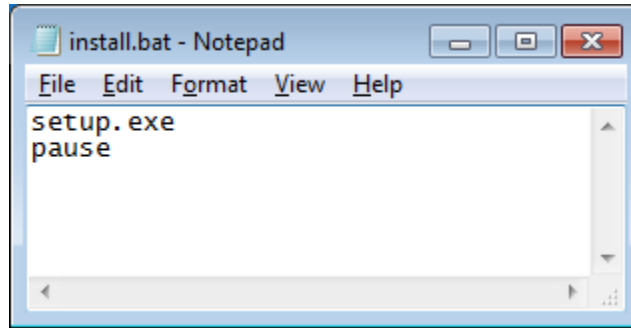 install.bat - Notepad
File Edit Format View Help
setup.exe
pause